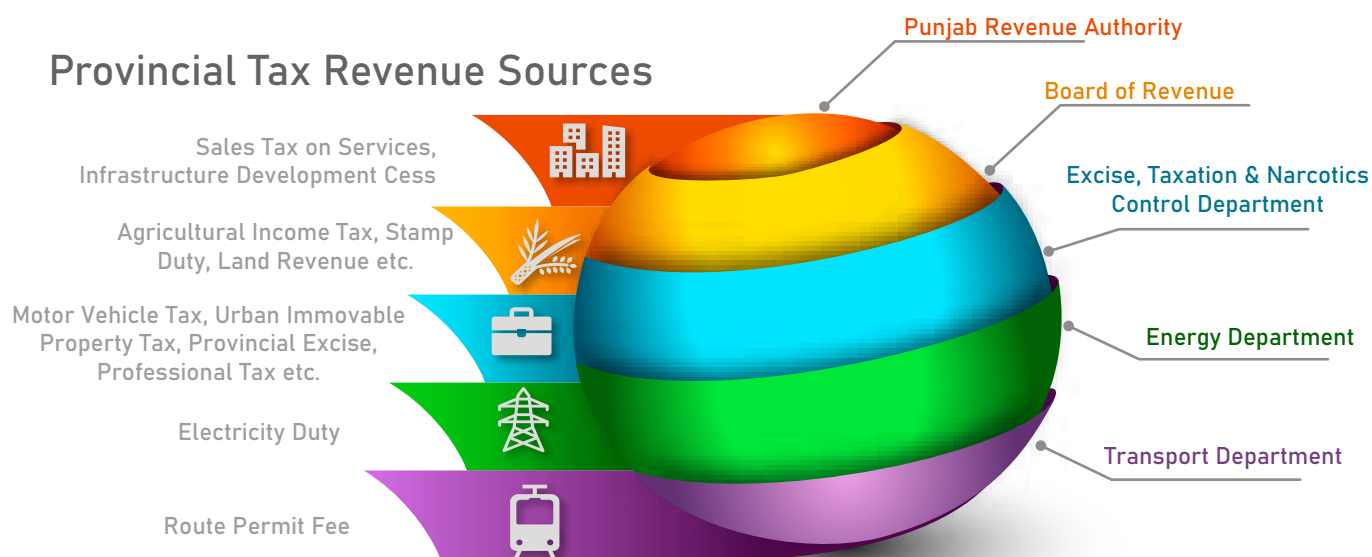 Provincial Tax Revenue Sources
Punjab Revenue Authority
Board of Revenue
Excise, Taxation & Narcotics
Control Department
Energy Department
Transport Department
Sales Tax on Services,
Infrastructure Development Cess
Agricultural Income Tax, Stamp
Duty, Land Revenue etc.
Motor Vehicle Tax, Urban Immovable
Property Tax, Provincial Excise,
Professional Tax etc.
Electricity Duty
Route Permit Fee